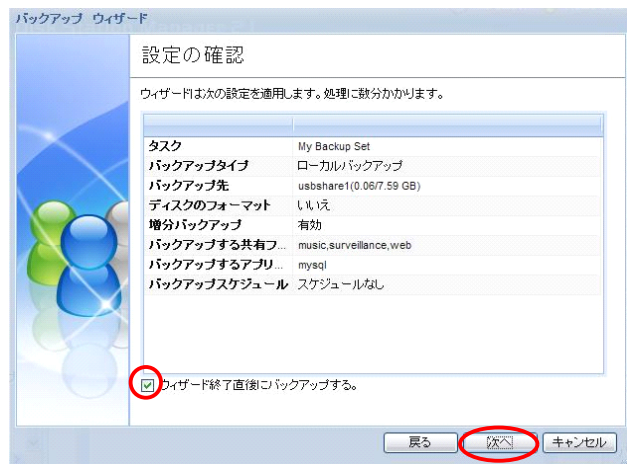 バックアップ ウィザード
設定の確認
ウィザードは次の設定を適用します。処理に数分かかります。
タスク My Backup Set
バックアップタイプ ローカルバックアップ
バックアップ先 usbshare1(0.06/7.59 GB)
ディスクのフォーマット いいえ
増分バックアップ 有効
バックアップする共有フ... music,surveillance,web
バックアップするアプリ... mysql
バックアップスケジュール スケジュールなし
ウィザード終了直後にバックアップする。
戻る 次へ キャンセル